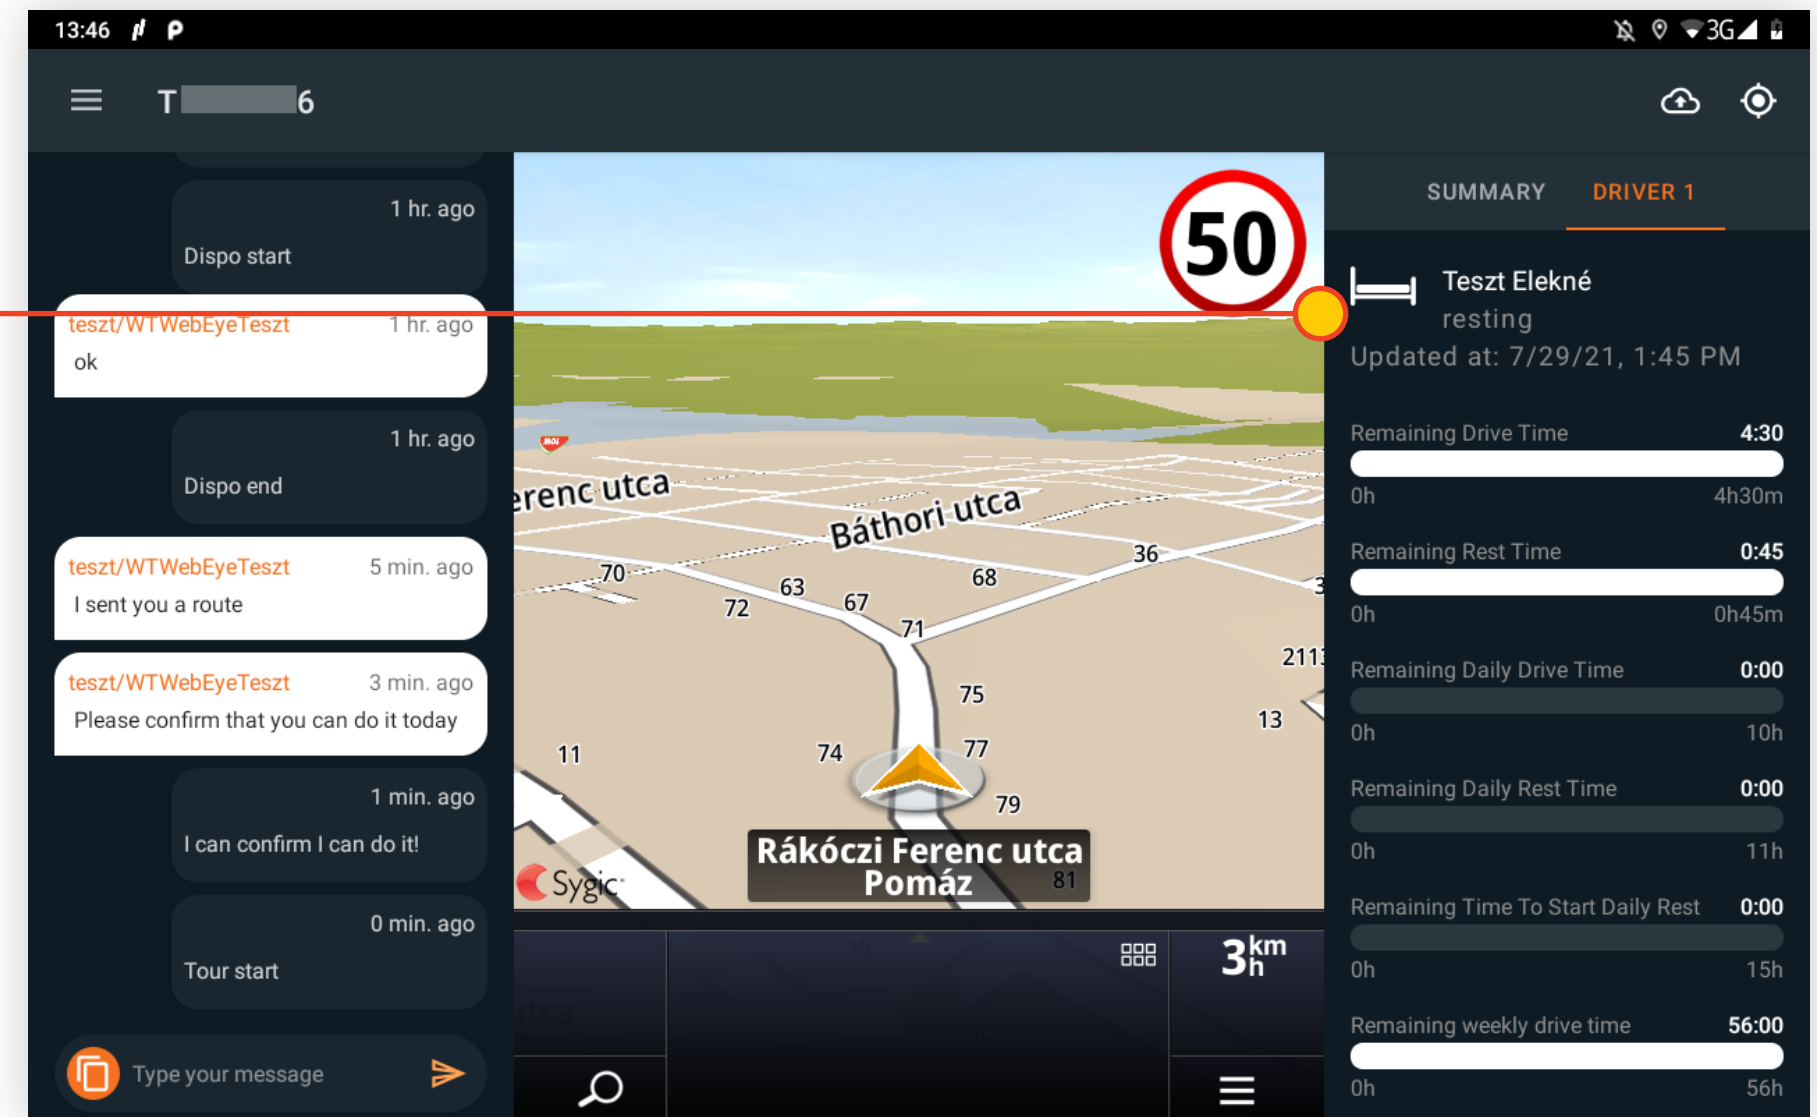 13:46
3G
T 6
1 hr. ago
Dispo start
teszt/WTWebEyeTeszt 1 hr. ago
ok
1 hr. ago
Dispo end
teszt/WTWebEyeTeszt 5 min. ago
I sent you a route
teszt/WTWebEyeTeszt 3 min. ago
Please confirm that you can do it today
1 min. ago
I can confirm I can do it!
0 min. ago
Tour start
Type your message
50
MOL
erenc utca
Báthori utca
36
70
63
68
72
67
71
2113
75
13
11
74
77
79
Rákóczi Ferenc utca
Pomáz
81
Sygic
3 km h
SUMMARY DRIVER 1
Teszt Elekné
resting
Updated at: 7/29/21, 1:45 PM
Remaining Drive Time 4:30
0h 4h30m
Remaining Rest Time 0:45
0h 0h45m
Remaining Daily Drive Time 0:00
0h 10h
Remaining Daily Rest Time 0:00
0h 11h
Remaining Time To Start Daily Rest 0:00
0h 15h
Remaining weekly drive time 56:00
0h 56h